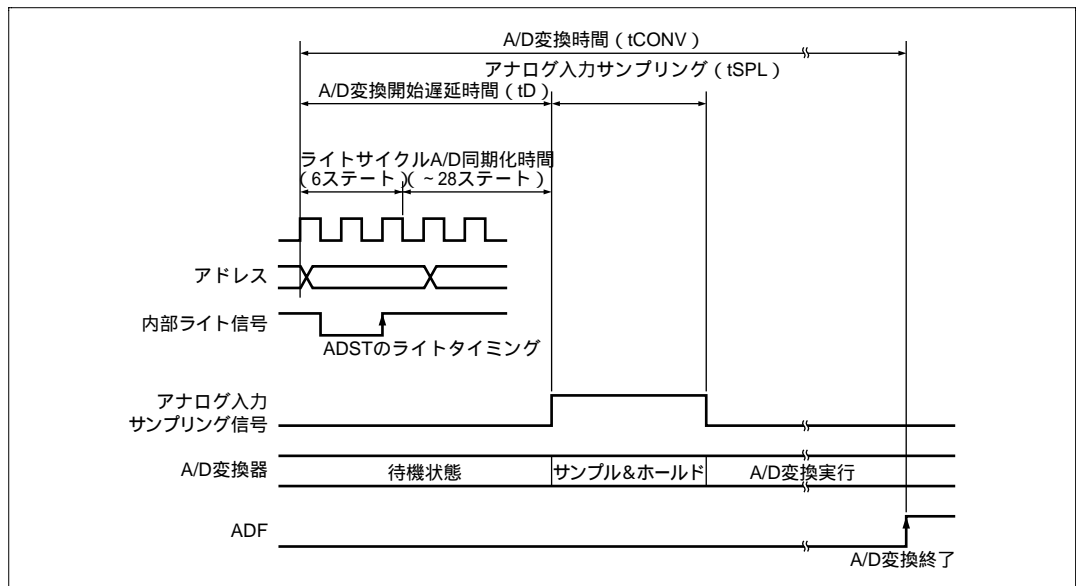 A/D変換時間(tCONV)
アナログ入力サンプリング(tSPL)
A/D変換開始遅延時間(tD)
ライトサイクルA/D同期化時間
(6ステート)(~28ステート)
アドレス
内部ライト信号
ADSTのライトタイミング
アナログ入力
サンプリング信号
A/D変換器
待機状態
サンプル&ホールド
A/D変換実行
ADF
A/D変換終了